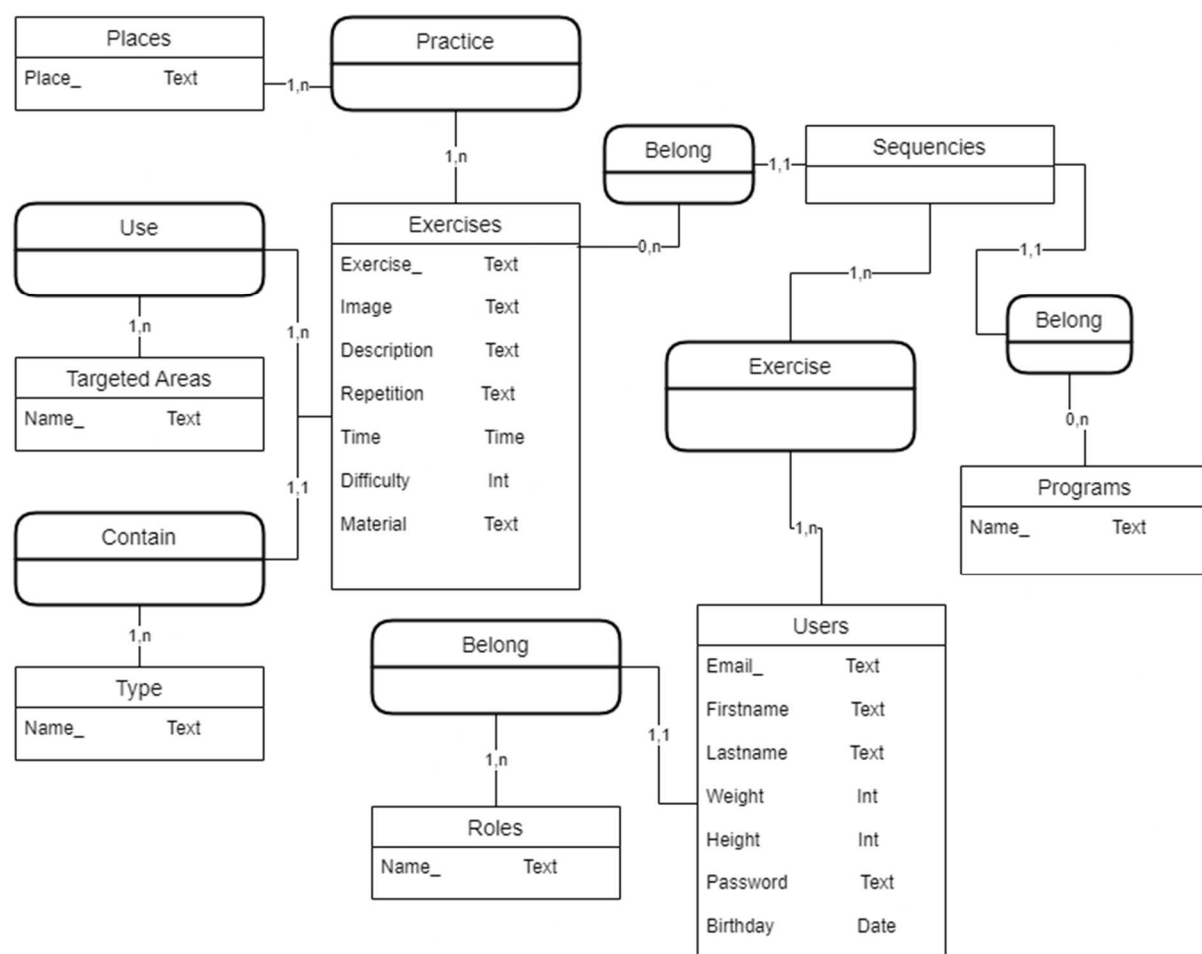 Places
Place_ Text
1,n
Practice
1,n
Belong
1,1
Sequencies
0,n
1,n
1,1
Use
1,n
1,n
Targeted Areas
Name_ Text
Exercises
Exercise_ Text
Image Text
Description Text
Repetition Text
Time Time
Difficulty Int
Material Text
1,1
Contain
1,n
Type
Name_ Text
Exercise
1,n
Belong
0,n
Programs
Name_ Text
Belong
1,1
1,n
Roles
Name_ Text
Users
Email_ Text
Firstname Text
Lastname Text
Weight Int
Height Int
Password Text
Birthday Date